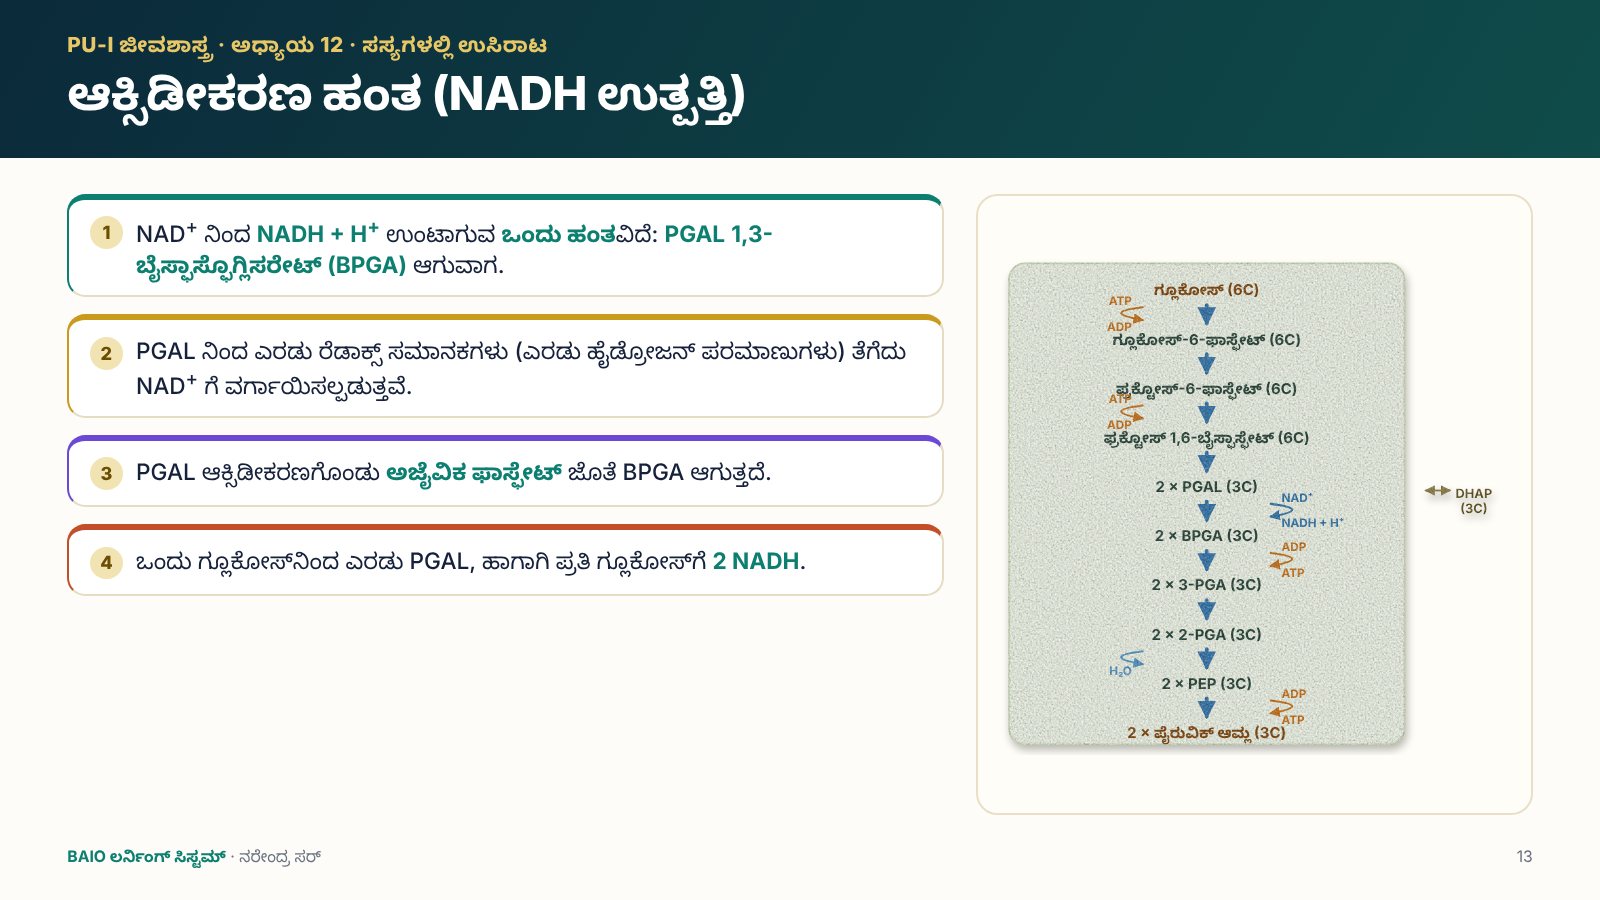 PU-I ಜೀವಶಾಸ್ತ್ರ · ಅಧ್ಯಾಯ 12 · ಸಸ್ಯಗಳಲ್ಲಿ ಉಸಿರಾಟ
ಆಕ್ಸಿಡೀಕರಣ ಹಂತ (NADH ಉತ್ಪತ್ತಿ)
1
NAD⁺ ನಿಂದ NADH + H⁺ ಉಂಟಾಗುವ ಒಂದು ಹಂತವಿದೆ: PGAL 1,3-
ಬೈಸ್ಫಾಸ್ಫೊಗ್ಲಿಸರೇಟ್ (BPGA) ಆಗುವಾಗ.
2
PGAL ನಿಂದ ಎರಡು ರೆಡಾಕ್ಸ್ ಸಮಾನಕಗಳು (ಎರಡು ಹೈಡ್ರೋಜನ್ ಪರಮಾಣುಗಳು) ತೆಗೆದು
NAD⁺ ಗೆ ವರ್ಗಾಯಿಸಲ್ಪಡುತ್ತವೆ.
3
PGAL ಆಕ್ಸಿಡೀಕರಣಗೊಂಡು ಅಜೈವಿಕ ಫಾಸ್ಫೇಟ್ ಜೊತೆ BPGA ಆಗುತ್ತದೆ.
4
ಒಂದು ಗ್ಲೂಕೋಸ್‌ನಿಂದ ಎರಡು PGAL, ಹಾಗಾಗಿ ಪ್ರತಿ ಗ್ಲೂಕೋಸ್‌ಗೆ 2 NADH.
ಗ್ಲೂಕೋಸ್ (6C)
ATP
ADP
ಗ್ಲೂಕೋಸ್-6-ಫಾಸ್ಫೇಟ್ (6C)
ಫ್ರಕ್ಟೋಸ್-6-ಫಾಸ್ಫೇಟ್ (6C)
ATP
ADP
ಫ್ರಕ್ಟೋಸ್ 1,6-ಬೈಸ್ಫಾಸ್ಫೇಟ್ (6C)
2 × PGAL (3C)
DHAP
(3C)
NAD⁺
NADH + H⁺
2 × BPGA (3C)
ADP
ATP
2 × 3-PGA (3C)
2 × 2-PGA (3C)
H₂O
2 × PEP (3C)
ADP
ATP
2 × ಪೈರುವಿಕ್ ಆಮ್ಲ (3C)
BAIO ಲರ್ನಿಂಗ್ ಸಿಸ್ಟಮ್ · ನರೇಂದ್ರ ಸರ್
13